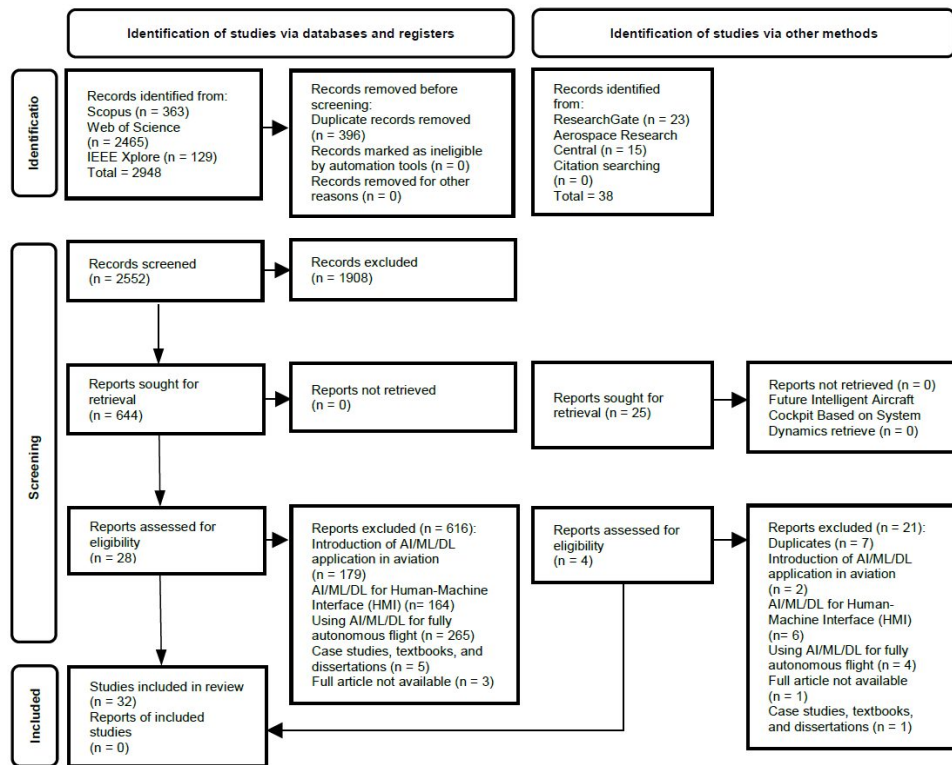 Identification of studies via databases and registers
Identification of studies via other methods
Identificatio
Records identified from:
Scopus (n = 363)
Web of Science
(n = 2465)
IEEE Xplore (n = 129)
Total = 2948
Records removed before
screening:
Duplicate records removed
(n = 396)
Records marked as ineligible
by automation tools (n = 0)
Records removed for other
reasons (n = 0)
Records identified
from:
ResearchGate (n = 23)
Aerospace Research
Central (n = 15)
Citation searching
(n = 0)
Total = 38
Screening
Records screened
(n = 2552)
Records excluded
(n = 1908)
Reports sought for
retrieval
(n = 644)
Reports not retrieved
(n = 0)
Reports sought for
retrieval (n = 25)
Reports not retrieved (n = 0)
Future Intelligent Aircraft
Cockpit Based on System
Dynamics retrieve (n = 0)
Reports assessed for
eligibility
(n = 28)
Reports excluded (n = 616):
Introduction of AI/ML/DL
application in aviation
(n = 179)
AI/ML/DL for Human-Machine
Interface (HMI) (n= 164)
Using AI/ML/DL for fully
autonomous flight (n = 265)
Case studies, textbooks, and
dissertations (n = 5)
Full article not available (n = 3)
Reports assessed for
eligibility
(n = 4)
Reports excluded (n = 21):
Duplicates (n = 7)
Introduction of AI/ML/DL
application in aviation
(n = 2)
AI/ML/DL for Human-
Machine Interface (HMI)
(n= 6)
Using AI/ML/DL for fully
autonomous flight (n = 4)
Full article not available
(n = 1)
Case studies, textbooks,
and dissertations (n = 1)
Included
Studies included in review
(n = 32)
Reports of included
studies
(n = 0)